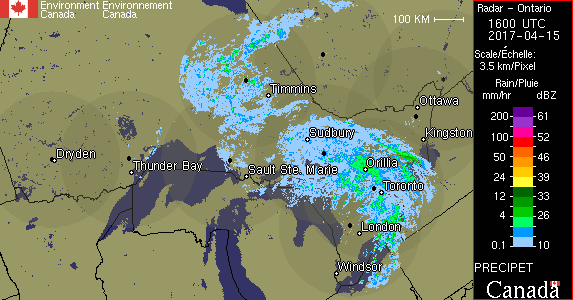 Environment Environnement
Canada Canada
100 KM
Timmins
Ottawa
Sudbury
Kingston
Dryden
Thunder Bay
Sault Ste. Marie
Orillia
Toronto
London
Windsor
Radar - Ontario
1600 UTC
2017-04-15
Scale/Échelle:
3.5 km/Pixel
Rain/Pluie
mm/hr dBZ
200 61
100 56
52
50 46
24 39
12 33
4 26
2 20
0.1 10
PRECIPET
Canada